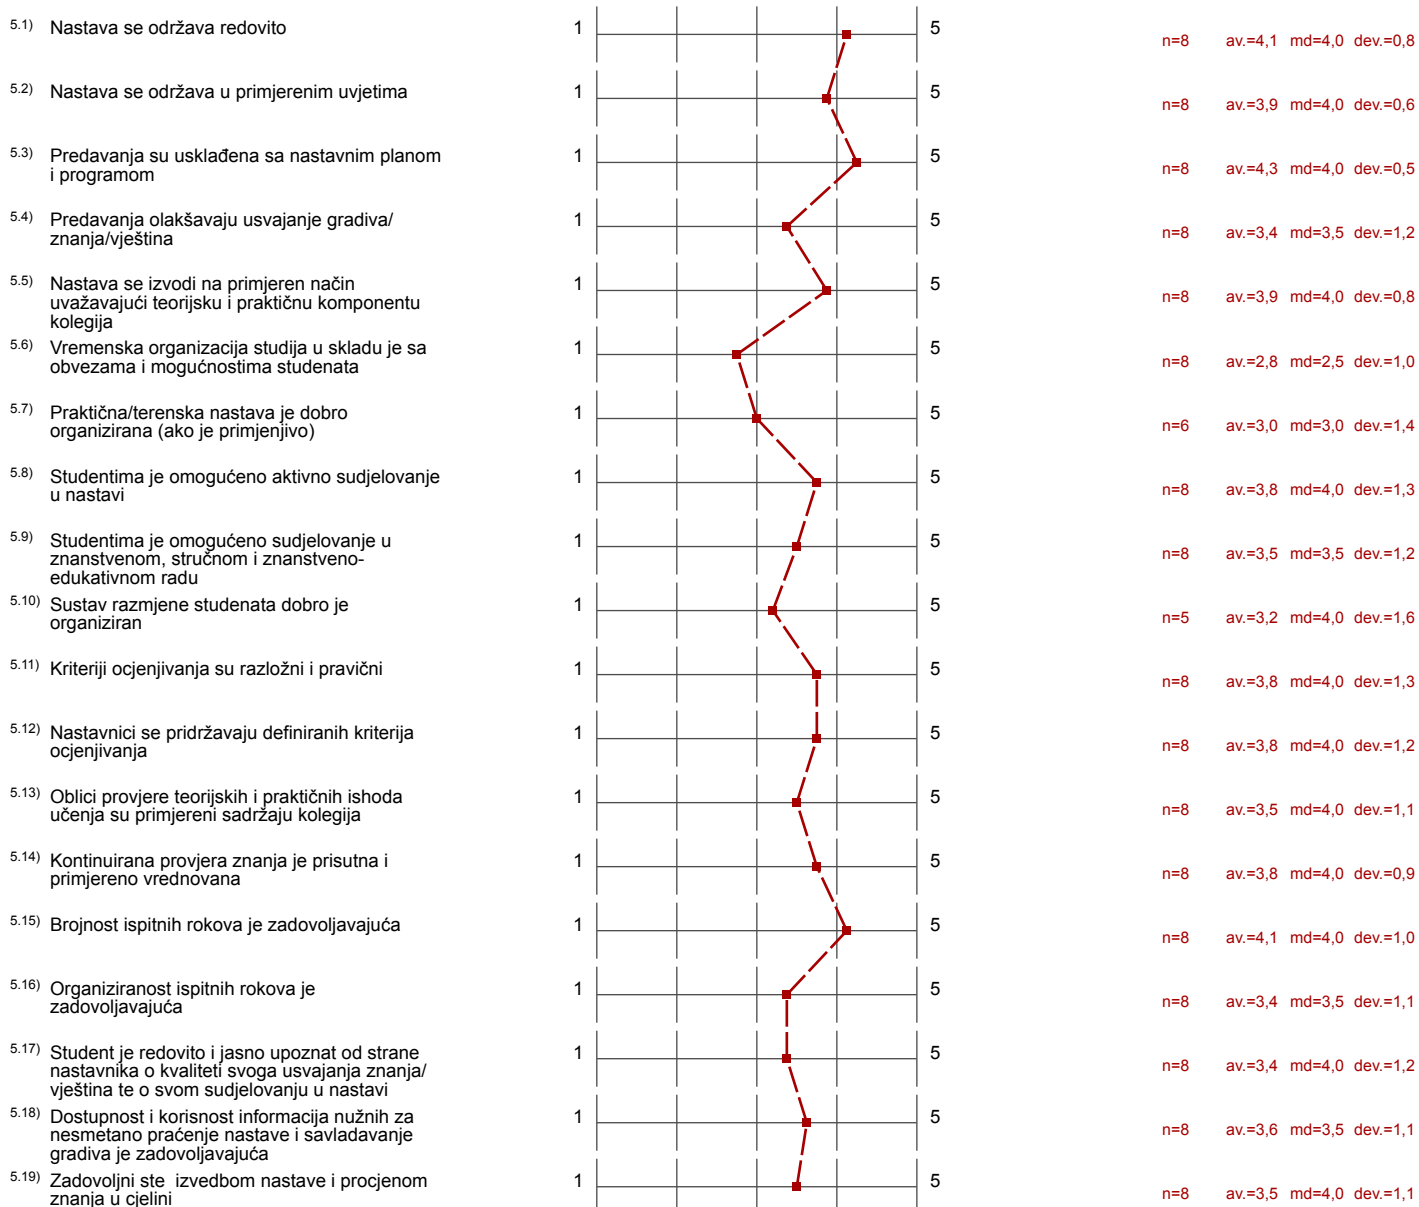 5.1) Nastava se održava redovito 1 5 n=8 av.=4,1 md=4,0 dev.=0,8
5.2) Nastava se održava u primjerenim uvjetima 1 5 n=8 av.=3,9 md=4,0 dev.=0,6
5.3) Predavanja su usklađena sa nastavnim planom
i programom 1 5 n=8 av.=4,3 md=4,0 dev.=0,5
5.4) Predavanja olakšavaju usvajanje gradiva/
znanja/vještina 1 5 n=8 av.=3,4 md=3,5 dev.=1,2
5.5) Nastava se izvodi na primjeren način
uvažavajući teorijsku i praktičnu komponentu
kolegija 1 5 n=8 av.=3,9 md=4,0 dev.=0,8
5.6) Vremenska organizacija studija u skladu je sa
obvezama i mogućnostima studenata 1 5 n=8 av.=2,8 md=2,5 dev.=1,0
5.7) Praktična/terenska nastava je dobro
organizirana (ako je primjenjivo) 1 5 n=6 av.=3,0 md=3,0 dev.=1,4
5.8) Studentima je omogućeno aktivno sudjelovanje
u nastavi 1 5 n=8 av.=3,8 md=4,0 dev.=1,3
5.9) Studentima je omogućeno sudjelovanje u
znanstvenom, stručnom i znanstveno-
edukativnom radu 1 5 n=8 av.=3,5 md=3,5 dev.=1,2
5.10) Sustav razmjene studenata dobro je
organiziran 1 5 n=5 av.=3,2 md=4,0 dev.=1,6
5.11) Kriteriji ocjenjivanja su razložni i pravični 1 5 n=8 av.=3,8 md=4,0 dev.=1,3
5.12) Nastavnici se pridržavaju definiranih kriterija
ocjenjivanja 1 5 n=8 av.=3,8 md=4,0 dev.=1,2
5.13) Oblici provjere teorijskih i praktičnih ishoda
učenja su primjereni sadržaju kolegija 1 5 n=8 av.=3,5 md=4,0 dev.=1,1
5.14) Kontinuirana provjera znanja je prisutna i
primjereno vrednovana 1 5 n=8 av.=3,8 md=4,0 dev.=0,9
5.15) Brojnost ispitnih rokova je zadovoljavajuća 1 5 n=8 av.=4,1 md=4,0 dev.=1,0
5.16) Organiziranost ispitnih rokova je
zadovoljavajuća 1 5 n=8 av.=3,4 md=3,5 dev.=1,1
5.17) Student je redovito i jasno upoznat od strane
nastavnika o kvaliteti svoga usvajanja znanja/
vještina te o svom sudjelovanju u nastavi 1 5 n=8 av.=3,4 md=4,0 dev.=1,2
5.18) Dostupnost i korisnost informacija nužnih za
nesmetano praćenje nastave i savladavanje
gradiva je zadovoljavajuća 1 5 n=8 av.=3,6 md=3,5 dev.=1,1
5.19) Zadovoljni ste izvedbom nastave i procjenom
znanja u cjelini 1 5 n=8 av.=3,5 md=4,0 dev.=1,1